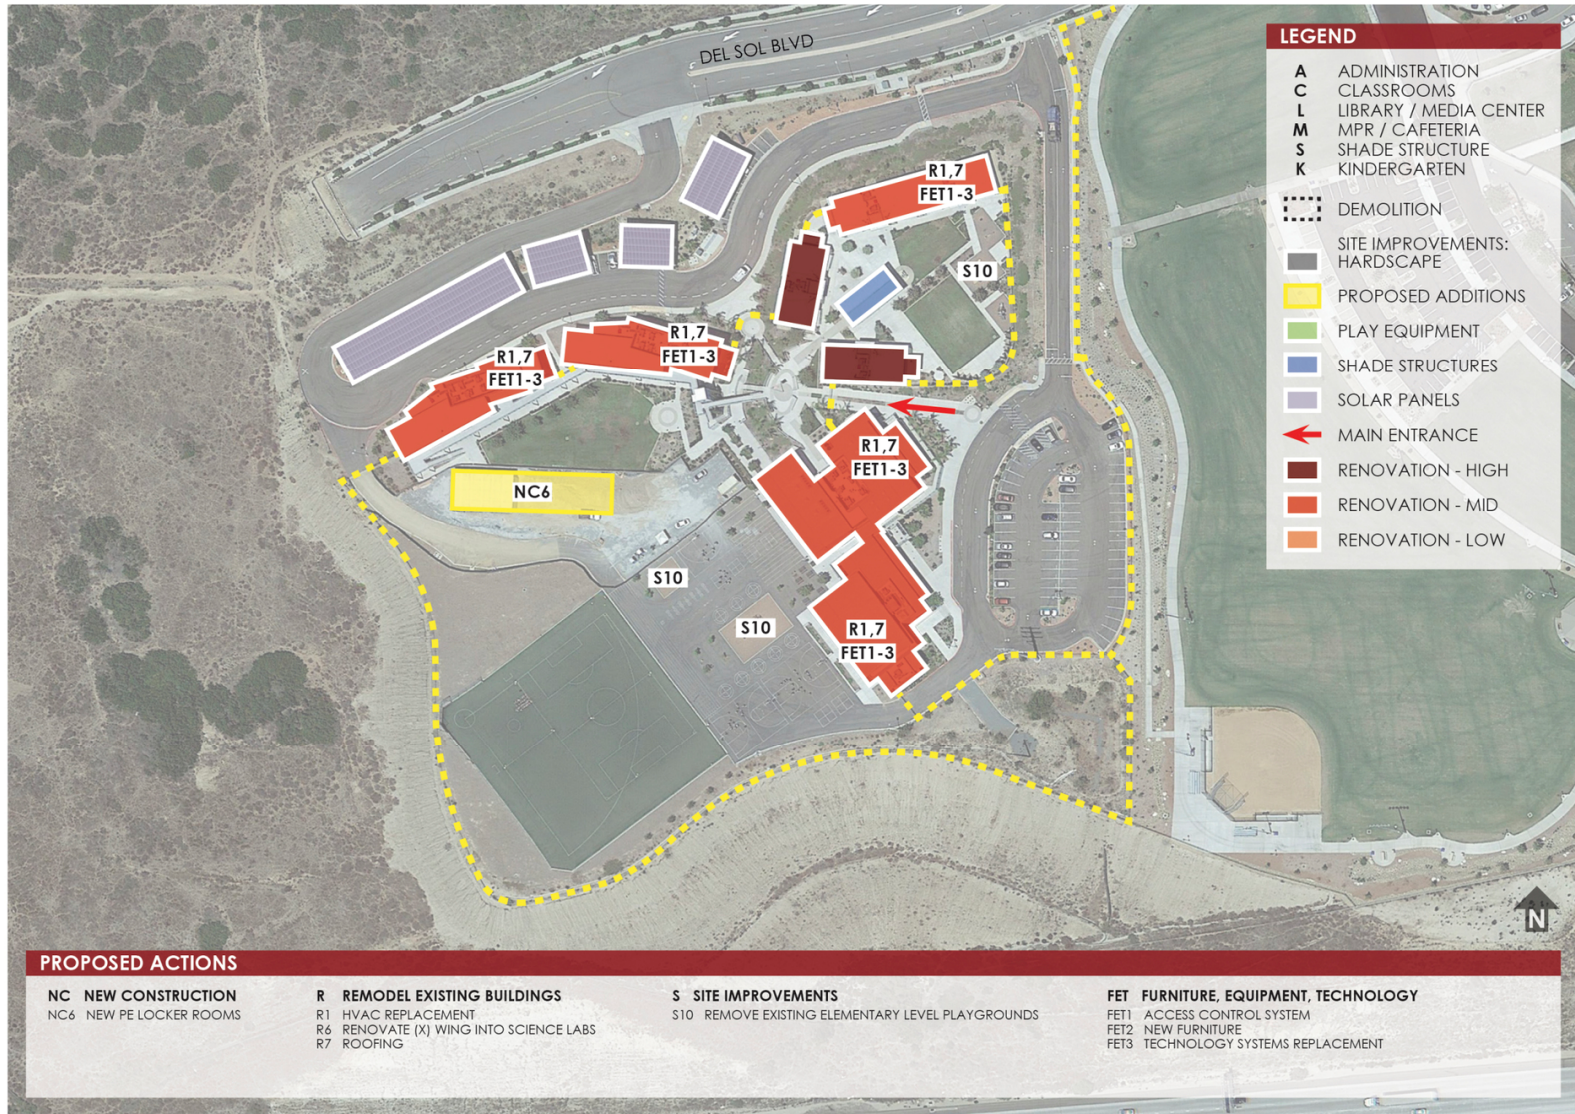 DEL SOL BLVD
LEGEND
A ADMINISTRATION
C CLASSROOMS
L LIBRARY / MEDIA CENTER
M MPR / CAFETERIA
S SHADE STRUCTURE
K KINDERGARTEN
DEMOLITION
SITE IMPROVEMENTS:
HARDSCAPE
PROPOSED ADDITIONS
PLAY EQUIPMENT
SHADE STRUCTURES
SOLAR PANELS
MAIN ENTRANCE
RENOVATION - HIGH
RENOVATION - MID
RENOVATION - LOW
R1,7
FET1-3
S10
R1,7
FET1-3
R1,7
FET1-3
R1,7
FET1-3
NC6
S10
S10
R1,7
FET1-3
N
PROPOSED ACTIONS
NC NEW CONSTRUCTION
NC6 NEW PE LOCKER ROOMS
R REMODEL EXISTING BUILDINGS
R1 HVAC REPLACEMENT
R6 RENOVATE (X) WING INTO SCIENCE LABS
R7 ROOFING
S SITE IMPROVEMENTS
S10 REMOVE EXISTING ELEMENTARY LEVEL PLAYGROUNDS
FET FURNITURE, EQUIPMENT, TECHNOLOGY
FET1 ACCESS CONTROL SYSTEM
FET2 NEW FURNITURE
FET3 TECHNOLOGY SYSTEMS REPLACEMENT